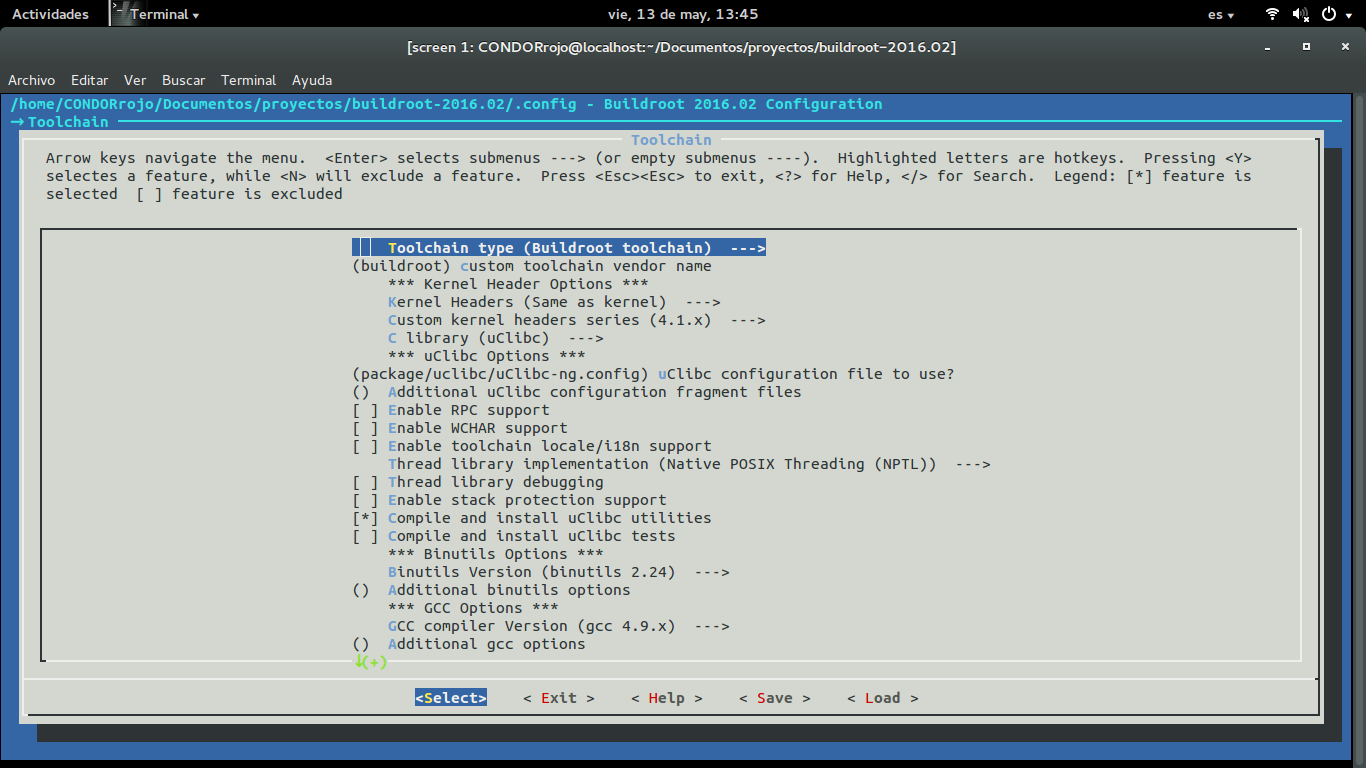 Actividades Terminal vie, 13 de may, 13:45 es
[screen 1: CONDORrojo@localhost:~/Documentos/proyectos/buildroot-2016.02]
Archivo Editar Ver Buscar Terminal Ayuda
/home/CONDORrojo/Documentos/proyectos/buildroot-2016.02/.config - Buildroot 2016.02 Configuration
→ Toolchain
Toolchain
Arrow keys navigate the menu.  <Enter> selects submenus ---> (or empty submenus ----).  Highlighted letters are hotkeys.  Pressing <Y>
selectes a feature, while <N> will exclude a feature.  Press <Esc><Esc> to exit, <?> for Help, </> for Search.  Legend: [*] feature is
selected  [ ] feature is excluded
Toolchain type (Buildroot toolchain)  --->
(buildroot) custom toolchain vendor name
*** Kernel Header Options ***
Kernel Headers (Same as kernel)  --->
Custom kernel headers series (4.1.x)  --->
C library (uClibc)  --->
*** uClibc Options ***
(package/uclibc/uClibc-ng.config) uClibc configuration file to use?
()  Additional uClibc configuration fragment files
[ ] Enable RPC support
[ ] Enable WCHAR support
[ ] Enable toolchain locale/i18n support
Thread library implementation (Native POSIX Threading (NPTL))  --->
[ ] Thread library debugging
[ ] Enable stack protection support
[*] Compile and install uClibc utilities
[ ] Compile and install uClibc tests
*** Binutils Options ***
Binutils Version (binutils 2.24)  --->
()  Additional binutils options
*** GCC Options ***
GCC compiler Version (gcc 4.9.x)  --->
()  Additional gcc options
↓(+)
<Select>    < Exit >    < Help >    < Save >    < Load >